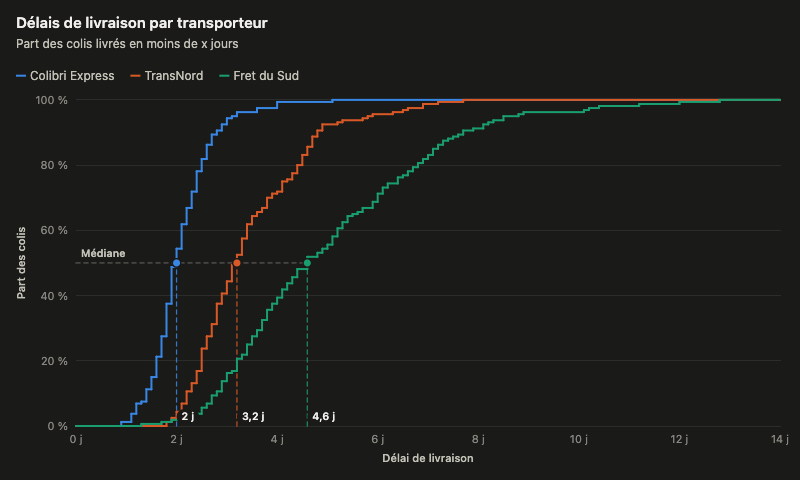 Délais de livraison par transporteur
Part des colis livrés en moins de x jours
Colibri Express TransNord Fret du Sud
100 %
80 %
60 %
Médiane
40 %
20 %
0 %
Part des colis
2 j 3,2 j 4,6 j
0 j 2 j 4 j 6 j 8 j 10 j 12 j 14 j
Délai de livraison